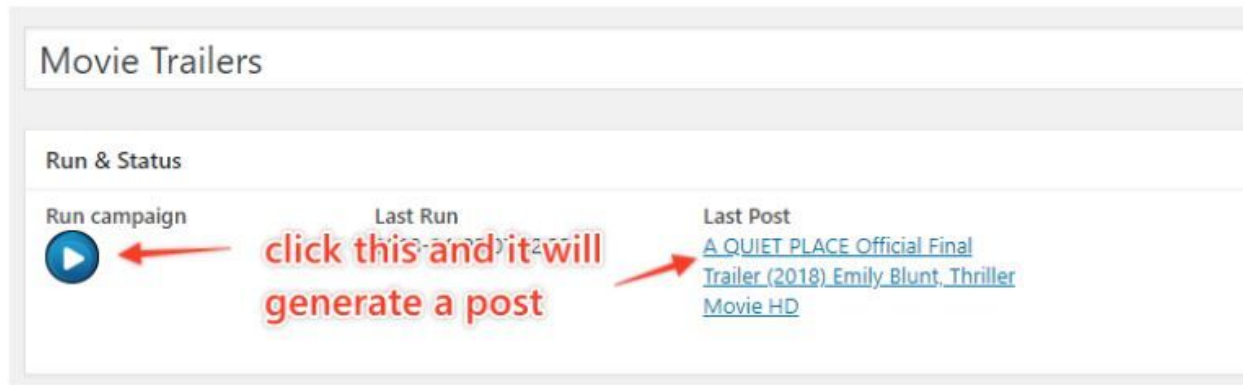 Movie Trailers
Run & Status
Run campaign
Last Run
Last Post
click this and it will
generate a post
A QUIET PLACE Official Final
Trailer (2018) Emily Blunt, Thriller
Movie HD